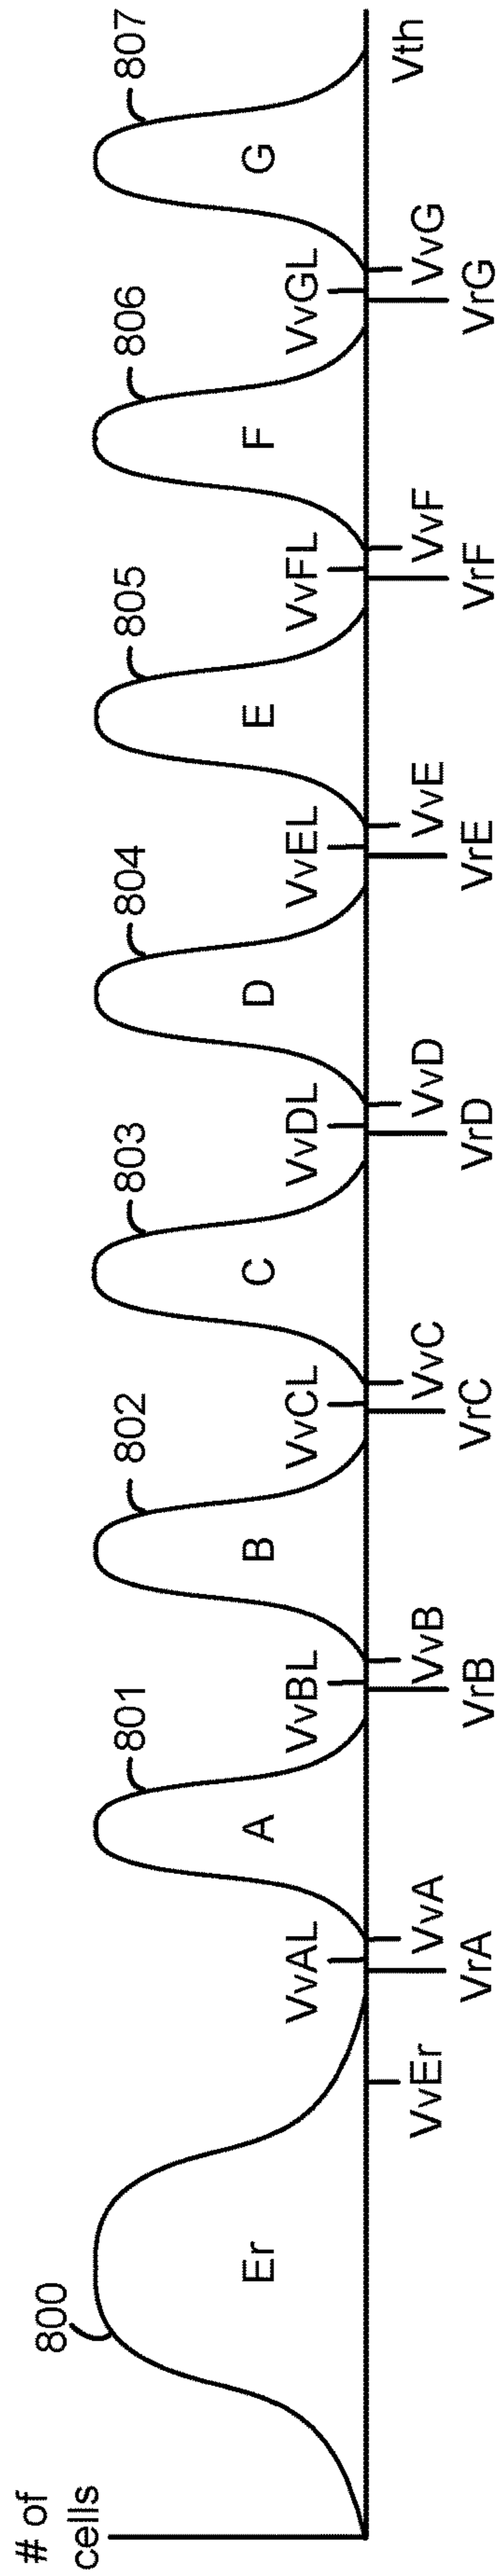 # of
cells
800
801
802
803
804
805
806
807
Er
A
B
C
D
E
F
G
VvAL
VvBL
VvCL
VvDL
VvEL
VvFL
VvGL
Vth
VvEr
VvA
VvB
VvC
VvD
VvE
VvF
VvG
VrA
VrB
VrC
VrD
VrE
VrF
VrG